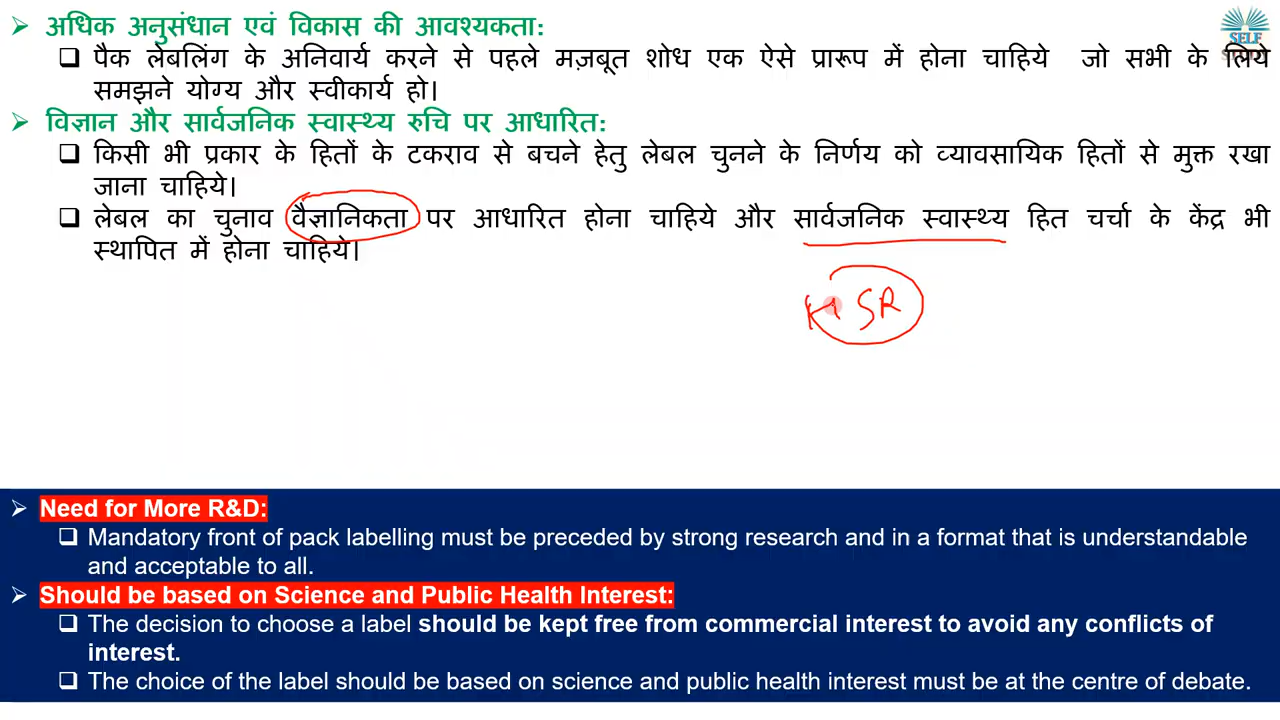 ➢ अधिक अनुसंधान एवं विकास की आवश्यकता:
❑ पैक लेबलिंग के अनिवार्य करने से पहले मज़बूत शोध एक ऐसे प्रारूप में होना चाहिये जो सभी के लिये
समझने योग्य और स्वीकार्य हो।
➢ विज्ञान और सार्वजनिक स्वास्थ्य रुचि पर आधारित:
❑ किसी भी प्रकार के हितों के टकराव से बचने हेतु लेबल चुनने के निर्णय को व्यावसायिक हितों से मुक्त रखा
जाना चाहिये।
❑ लेबल का चुनाव वैज्ञानिकता पर आधारित होना चाहिये और सार्वजनिक स्वास्थ्य हित चर्चा के केंद्र भी
स्थापित में होना चाहिये।
SELF
SR
➢ Need for More R&D:
❑ Mandatory front of pack labelling must be preceded by strong research and in a format that is understandable
and acceptable to all.
➢ Should be based on Science and Public Health Interest:
❑ The decision to choose a label should be kept free from commercial interest to avoid any conflicts of
interest.
❑ The choice of the label should be based on science and public health interest must be at the centre of debate.